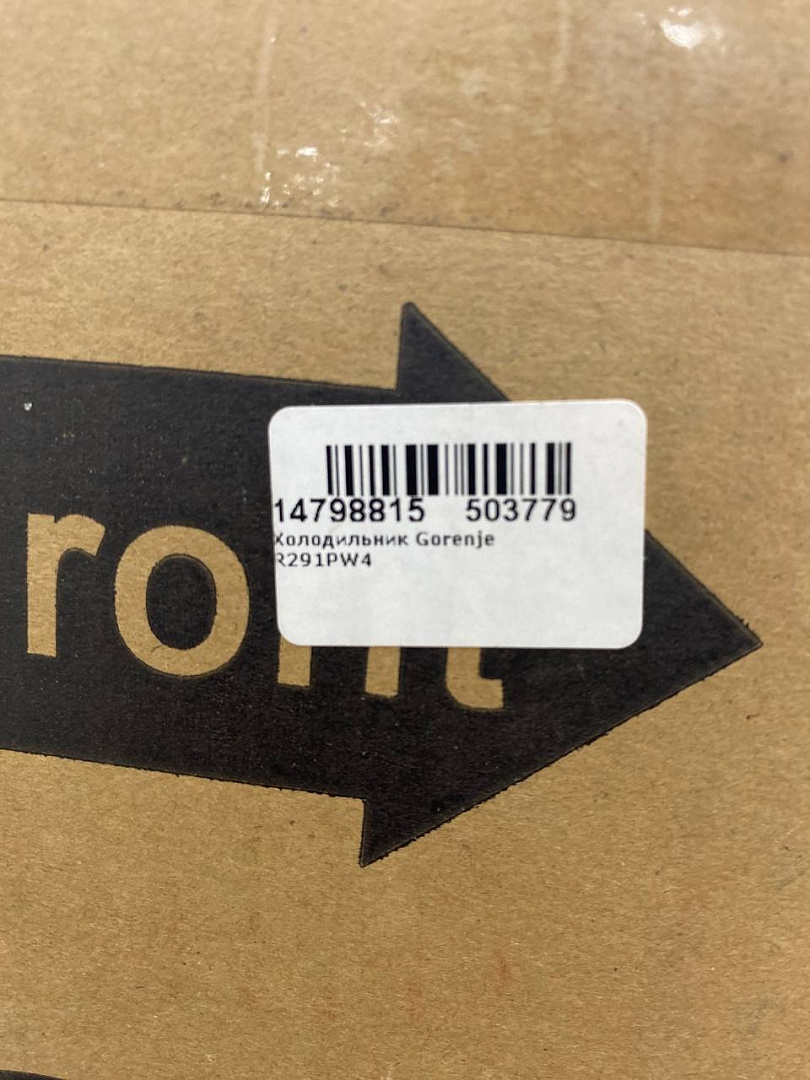 14798815 503779
Холодильник Gorenje
R291PW4
ront